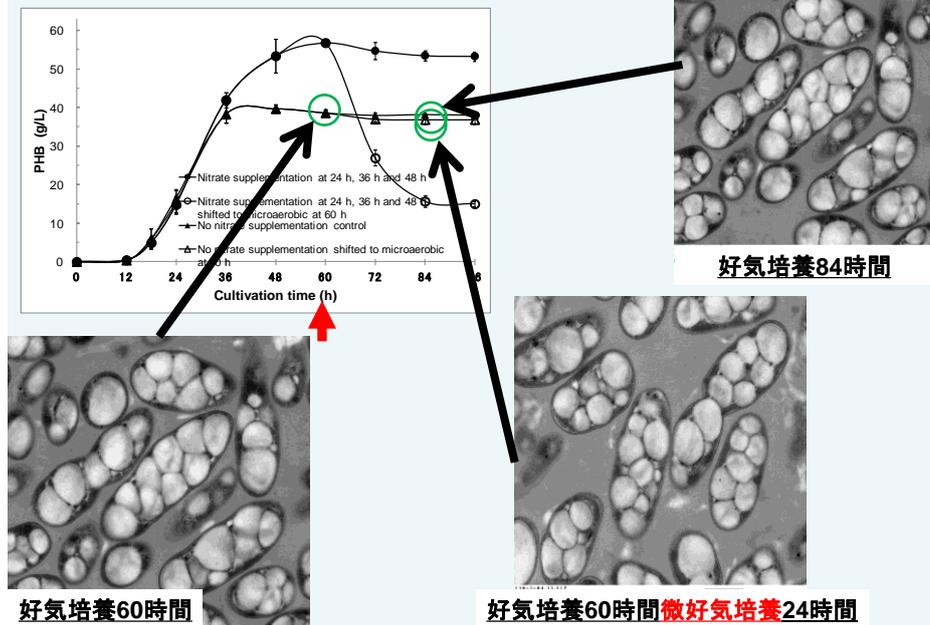 60
50
40
30
20
10
0
PHB (g/L)
Nitrate supplementation at 24 h, 36 h and 48 h
Nitrate supplementation at 24 h, 36 h and 48
shifted to microaerobic at 60 h
No nitrate supplementation control
No nitrate supplementation shifted to microaerobic
at 60 h
0 12 24 36 48 60 72 84 96
Cultivation time (h)
好気培養84時間
好気培養60時間
好気培養60時間微好気培養24時間